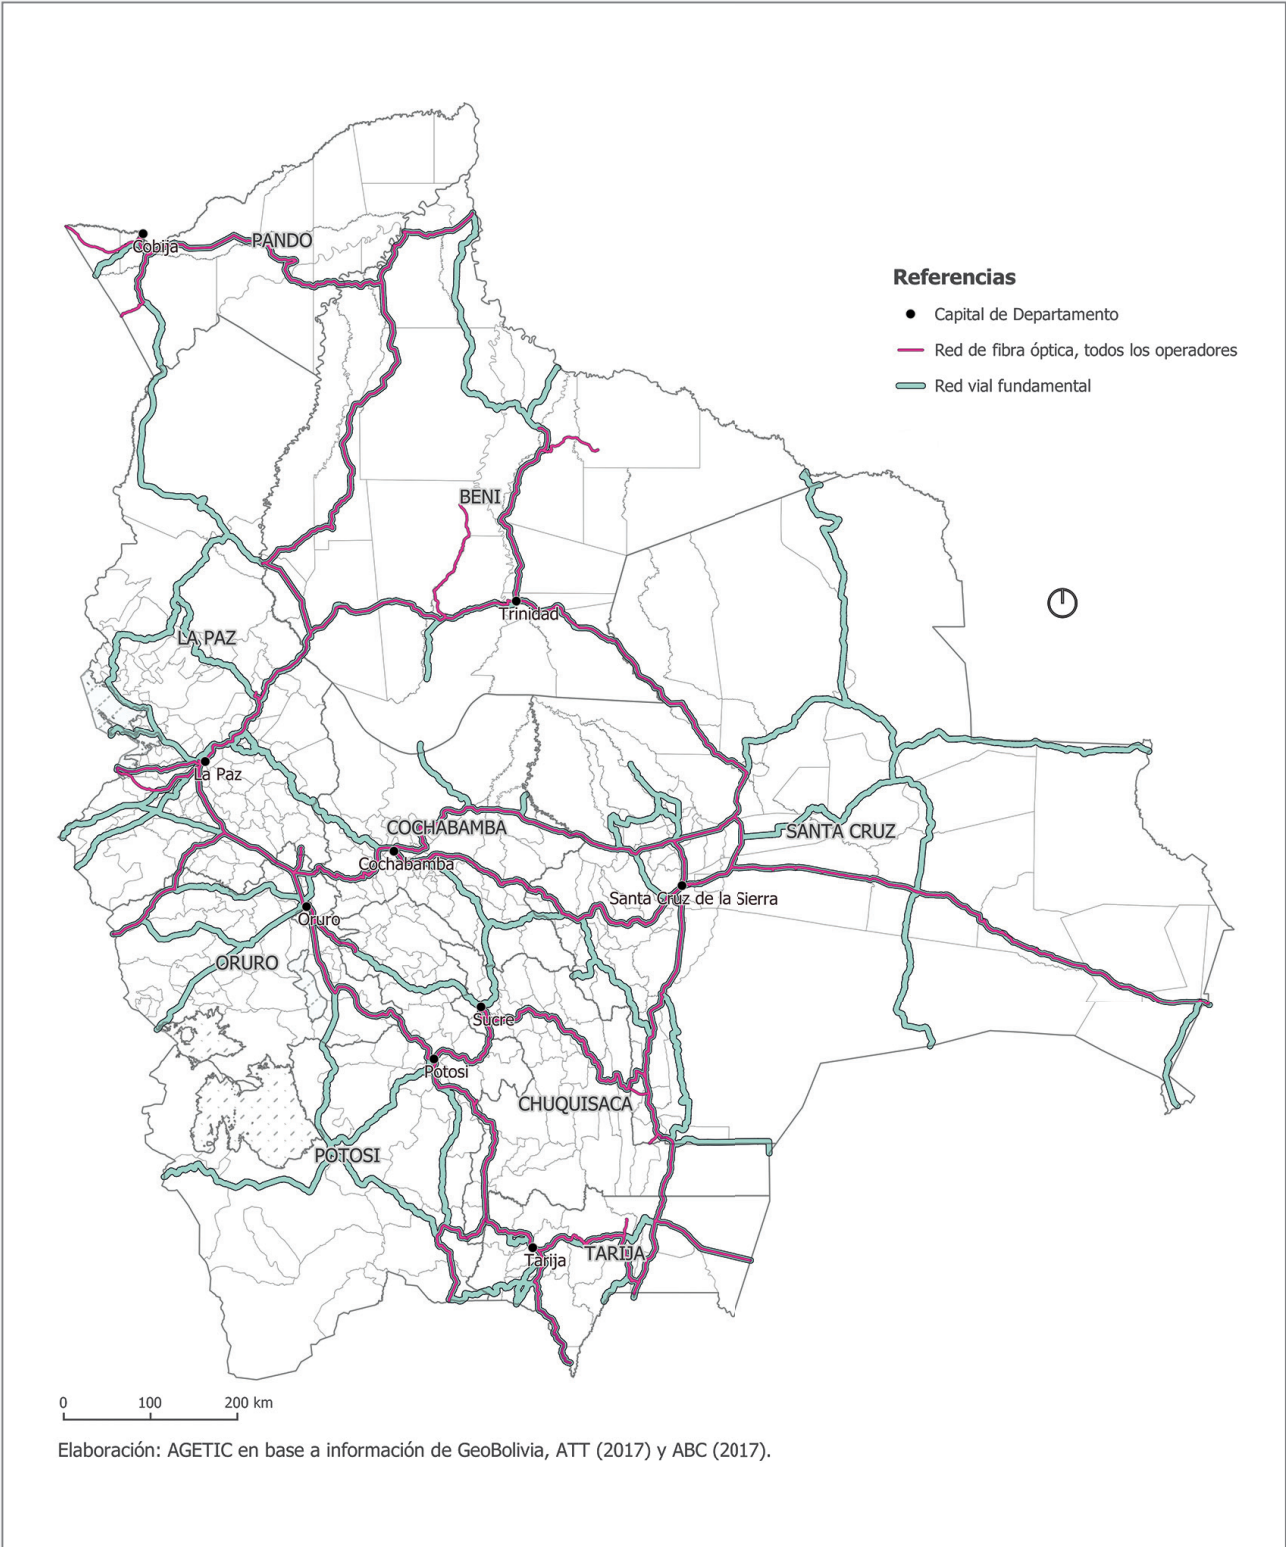 Cobija
PANDO
Referencias
Capital de Departamento
Red de fibra óptica, todos los operadores
Red vial fundamental
BENI
Trinidad
LA PAZ
La Paz
COCHABAMBA
SANTA CRUZ
Cochabamba
Santa Cruz de la Sierra
Oruro
ORURO
Sucre
Potosi
CHUQUISACA
POTOSI
TARIJA
Tarija
0 100 200 km
Elaboración: AGETIC en base a información de GeoBolivia, ATT (2017) y ABC (2017).